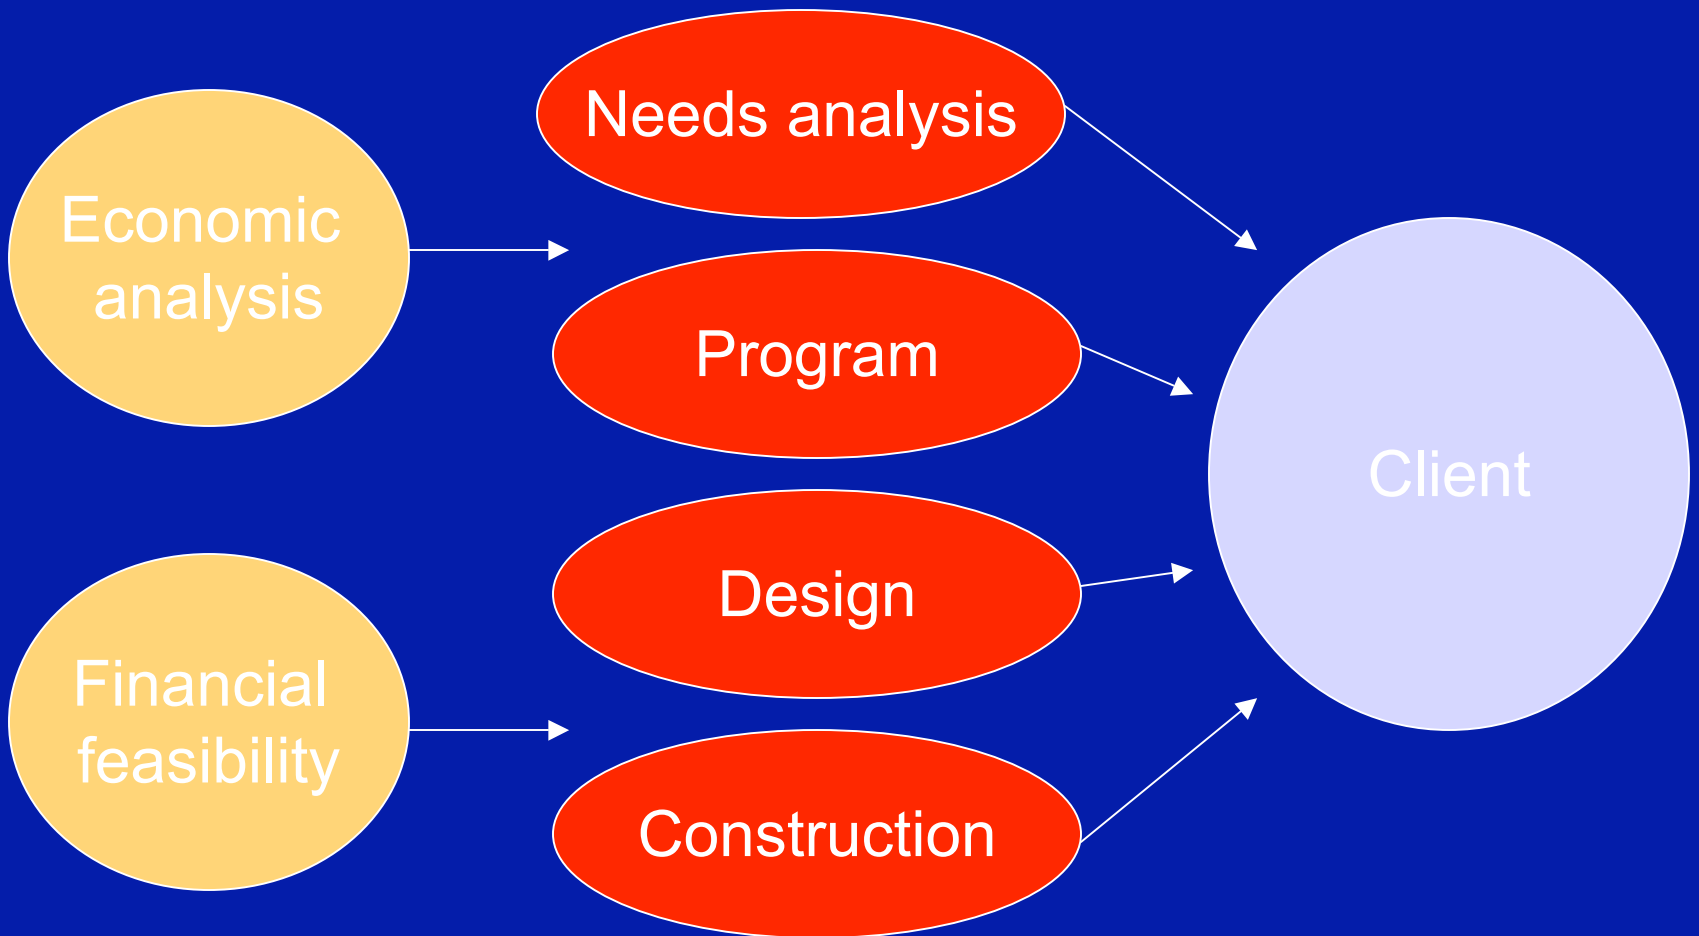 Needs analysis
Economic
analysis
Program
Client
Design
Financial
feasibility
Construction